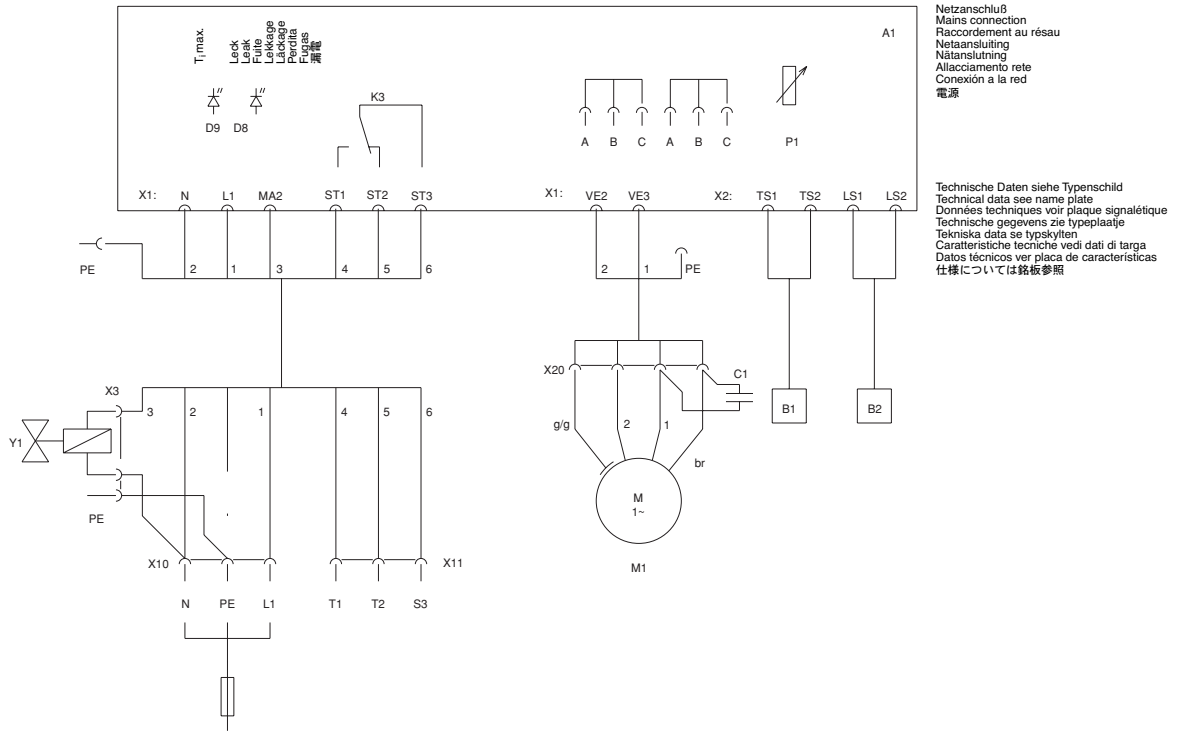 Netzanschluß
Mains connection
Raccordement au résau
Netaansluiting
Nätanslutning
Allacciamento rete
Conexión a la red
電源
A1
Ti max.
Leck
Leak
Fuite
Lekkage
Läckage
Perdita
Fugas
漏電
K3
D9 D8
A B C A B C P1
X1: N L1 MA2 ST1 ST2 ST3 X1: VE2 VE3 X2: TS1 TS2 LS1 LS2
Technische Daten siehe Typenschild
Technical data see name plate
Données techniques voir plaque signalétique
Technische gegevens zie typeplaatje
Tekniska data se typskylten
Caratteristiche tecniche vedi dati di targa
Datos técnicos ver placa de características
仕様については銘板参照
PE 2 1 3 4 5 6 2 1 PE
X20 C1
X3
3 2 1 4 5 6
B1 B2
Y1
g/g 2 1 br
M
1~
PE
M1
X10 X11
N PE L1 T1 T2 S3